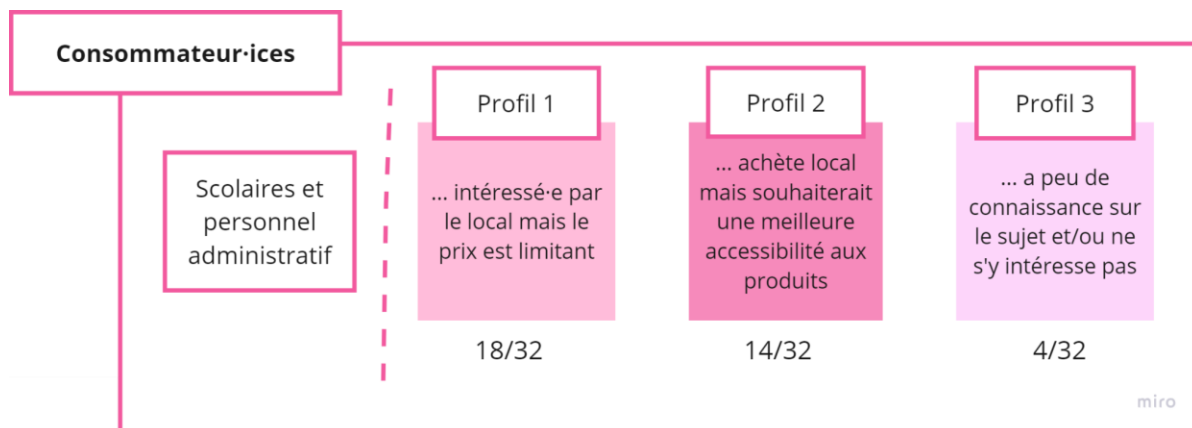 Consommateur·ices
Scolaires et
personnel
administratif
Profil 1
... intéressé·e par
le local mais le
prix est limitant
18/32
Profil 2
... achète local
mais souhaiterait
une meilleure
accessibilité aux
produits
14/32
Profil 3
... a peu de
connaissance sur
le sujet et/ou ne
s'y intéresse pas
4/32
miro